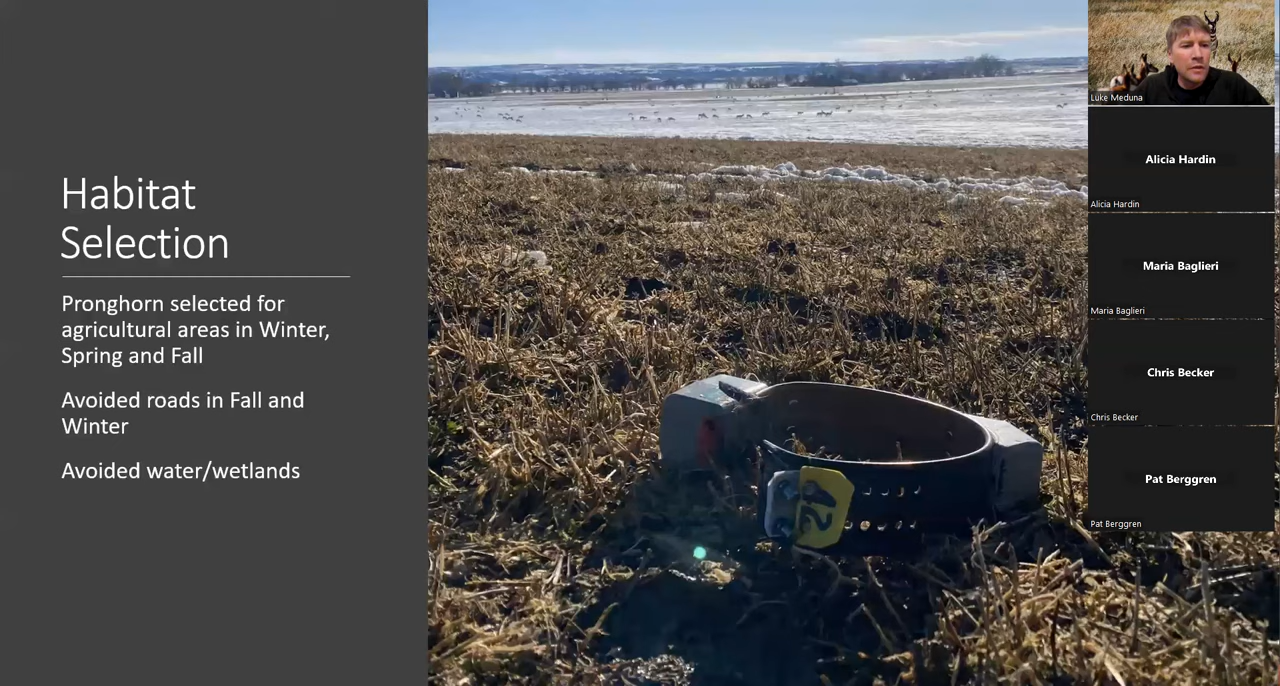 Habitat
Selection
Pronghorn selected for
agricultural areas in Winter,
Spring and Fall
Avoided roads in Fall and
Winter
Avoided water/wetlands
Luke Meduna
Alicia Hardin
Alicia Hardin
Maria Baglieri
Maria Baglieri
Chris Becker
Chris Becker
Pat Berggren
Pat Berggren